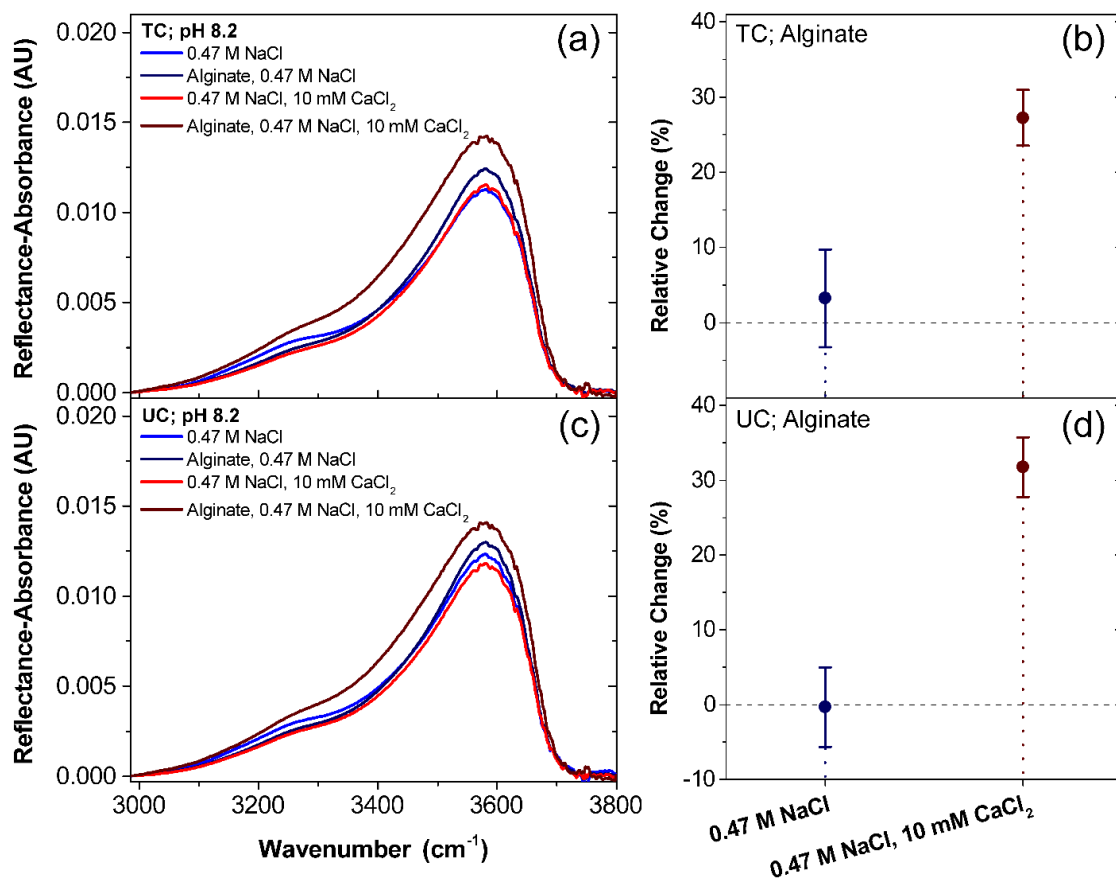 TC; pH 8.2
0.47 M NaCl
Alginate, 0.47 M NaCl
0.47 M NaCl, 10 mM CaCl₂
Alginate, 0.47 M NaCl, 10 mM CaCl₂
(a)
0.020
0.015
0.010
0.005
0.000
Reflectance-Absorbance (AU)
TC; Alginate
(b)
40
30
20
10
0
Relative Change (%)
UC; pH 8.2
0.47 M NaCl
Alginate, 0.47 M NaCl
0.47 M NaCl, 10 mM CaCl₂
Alginate, 0.47 M NaCl, 10 mM CaCl₂
(c)
0.020
0.015
0.010
0.005
0.000
Reflectance-Absorbance (AU)
3000 3200 3400 3600 3800
Wavenumber (cm⁻¹)
UC; Alginate
(d)
40
30
20
10
0
-10
Relative Change (%)
0.47 M NaCl
0.47 M NaCl, 10 mM CaCl₂